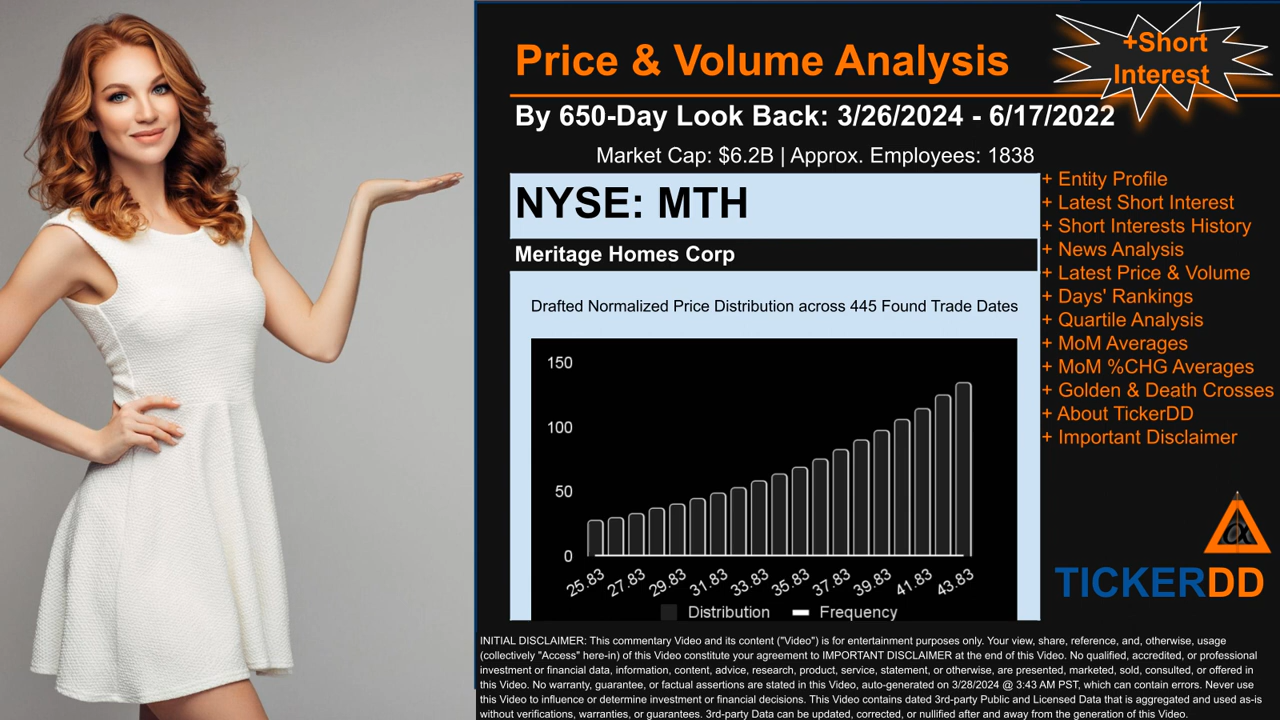 +Short
Interest
Price & Volume Analysis
By 650-Day Look Back: 3/26/2024 - 6/17/2022
Market Cap: $6.2B | Approx. Employees: 1838
NYSE: MTH
Meritage Homes Corp
Drafted Normalized Price Distribution across 445 Found Trade Dates
150
100
50
0
25.83 27.83 29.83 31.83 33.83 35.83 37.83 39.83 41.83 43.83
Distribution Frequency
+ Entity Profile
+ Latest Short Interest
+ Short Interests History
+ News Analysis
+ Latest Price & Volume
+ Days' Rankings
+ Quartile Analysis
+ MoM Averages
+ MoM %CHG Averages
+ Golden & Death Crosses
+ About TickerDD
+ Important Disclaimer
TICKERDD
INITIAL DISCLAIMER: This commentary Video and its content ("Video") is for entertainment purposes only. Your view, share, reference, and, otherwise, usage
(collectively "Access" here-in) of this Video constitute your agreement to IMPORTANT DISCLAIMER at the end of this Video. No qualified, accredited, or professional
investment or financial data, information, content, advice, research, product, service, statement, or otherwise, are presented, marketed, sold, consulted, or offered in
this Video. No warranty, guarantee, or factual assertions are stated in this Video, auto-generated on 3/28/2024 @ 3:43 AM PST, which can contain errors. Never use
this Video to influence or determine investment or financial decisions. This Video contains dated 3rd-party Public and Licensed Data that is aggregated and used as-is
without verifications, warranties, or guarantees. 3rd-party Data can be updated, corrected, or nullified after and away from the generation of this Video.